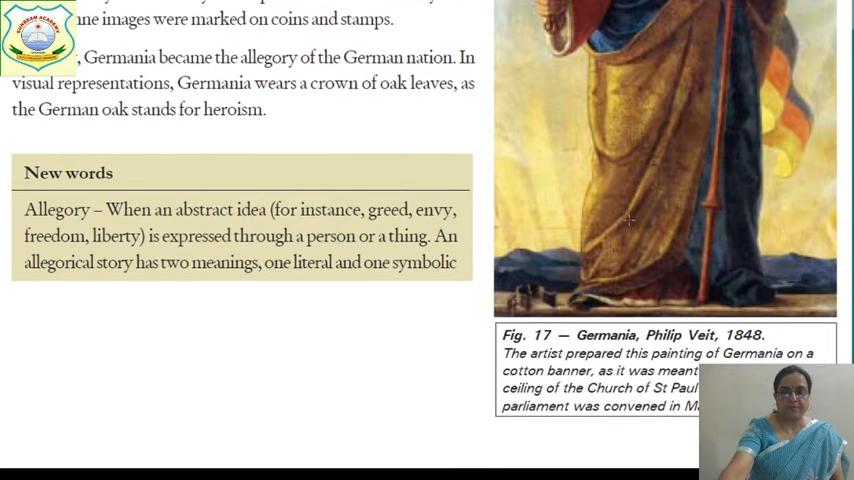 SUNBEAM ACADEMY
ne images were marked on coins and stamps.
, Germania became the allegory of the German nation. In
visual representations, Germania wears a crown of oak leaves, as
the German oak stands for heroism.
New words
Allegory – When an abstract idea (for instance, greed, envy,
freedom, liberty) is expressed through a person or a thing. An
allegorical story has two meanings, one literal and one symbolic
Fig. 17 — Germania, Philip Veit, 1848.
The artist prepared this painting of Germania on a
cotton banner, as it was meant
ceiling of the Church of St Paul
parliament was convened in